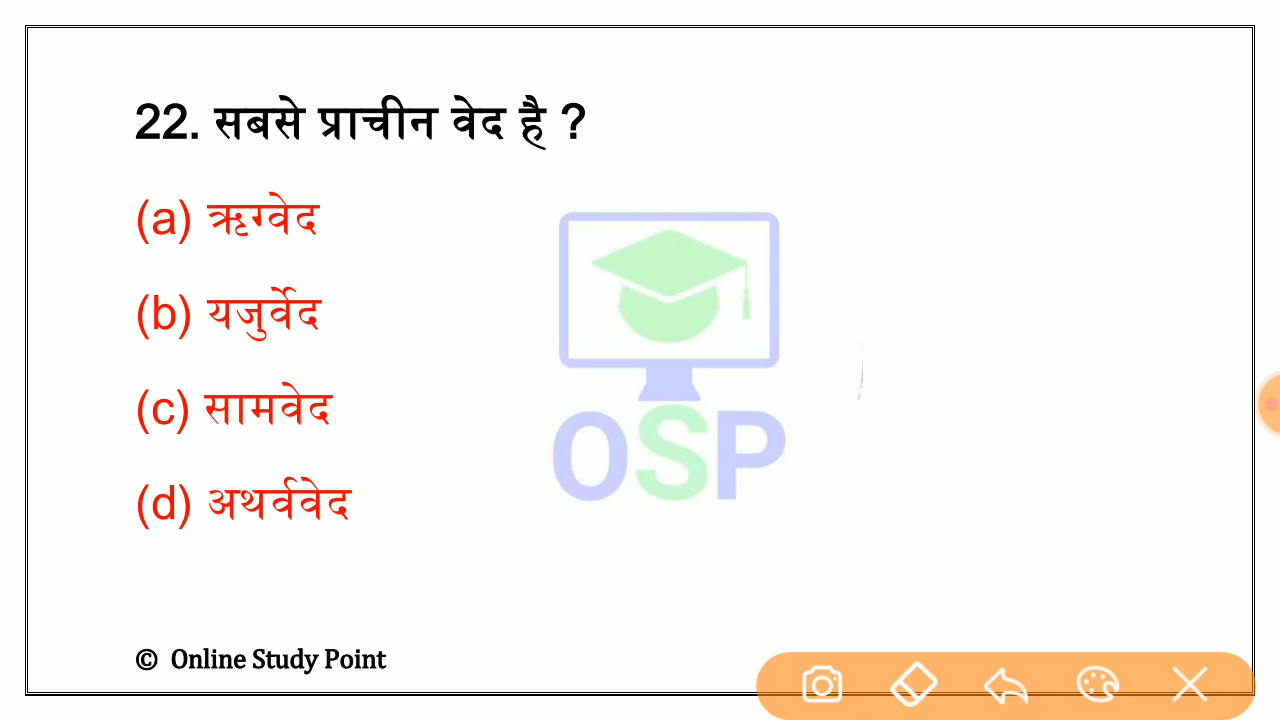 22. सबसे प्राचीन वेद है ?
(a) ऋग्वेद
(b) यजुर्वेद
(c) सामवेद
(d) अथर्ववेद
OSP
© Online Study Point